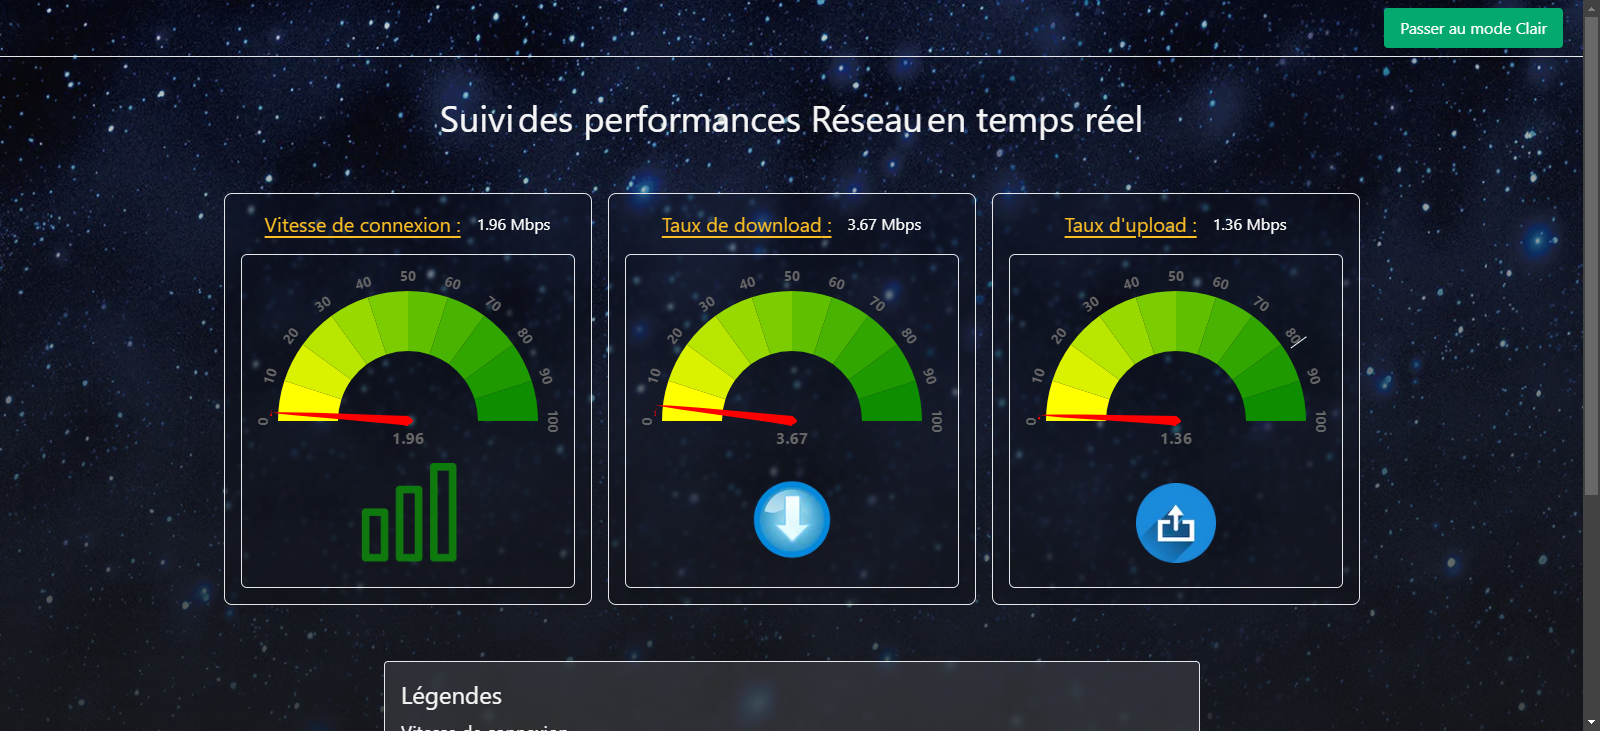 Passer au mode Clair
Suivi des performances Réseau en temps réel
Vitesse de connexion : 1.96 Mbps
0 10 20 30 40 50 60 70 80 90 100
1.96
Taux de download : 3.67 Mbps
0 10 20 30 40 50 60 70 80 90 100
3.67
Taux d'upload : 1.36 Mbps
0 10 20 30 40 50 60 70 80 90 100
1.36
Légendes
Vitesse de connexion